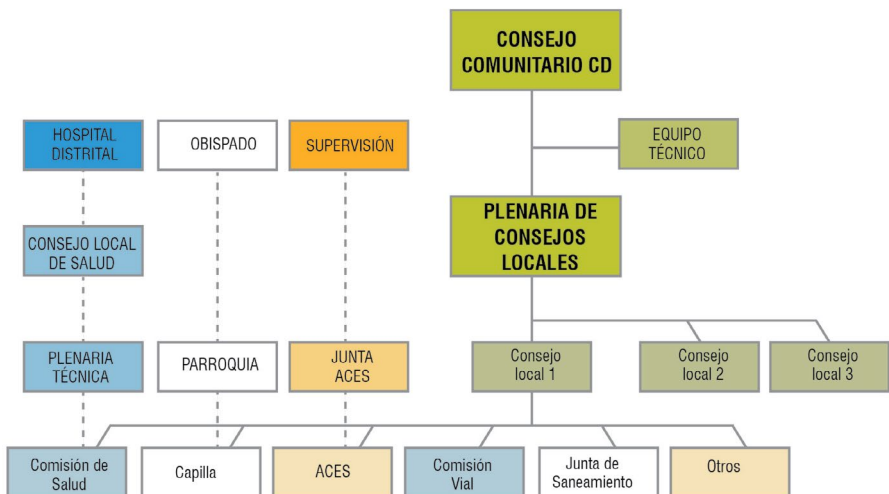 CONSEJO
COMUNITARIO CD
HOSPITAL
DISTRITAL
OBISPADO
SUPERVISIÓN
EQUIPO
TÉCNICO
CONSEJO LOCAL
DE SALUD
PLENARIA DE
CONSEJOS
LOCALES
PLENARIA
TÉCNICA
PARROQUIA
JUNTA
ACES
Consejo
local 1
Consejo
local 2
Consejo
local 3
Comisión de
Salud
Capilla
ACES
Comisión
Vial
Junta de
Saneamiento
Otros